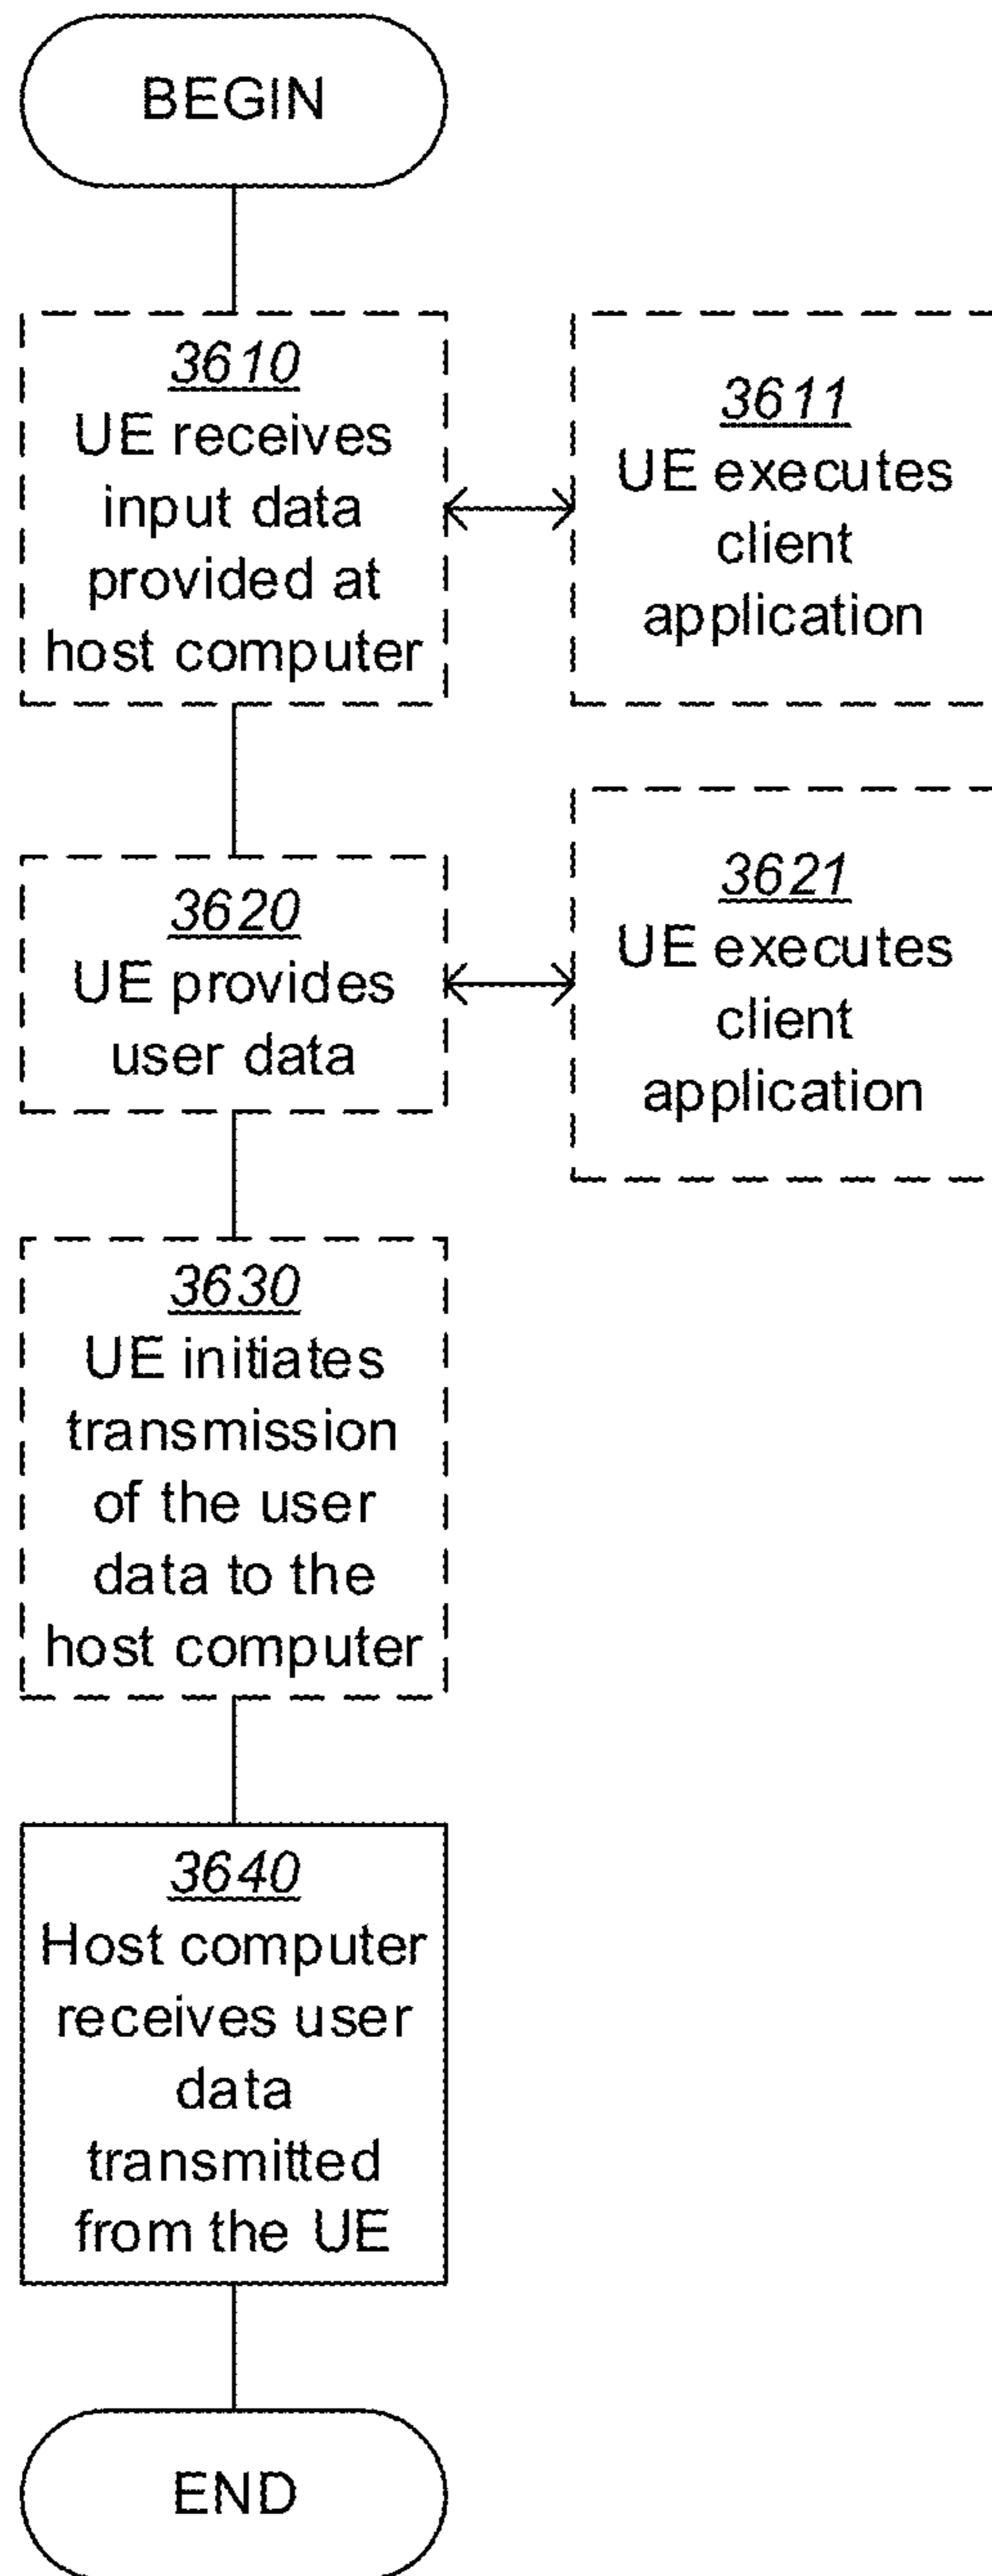 BEGIN
3610
UE receives
input data
provided at
host computer
3611
UE executes
client
application
3620
UE provides
user data
3621
UE executes
client
application
3630
UE initiates
transmission
of the user
data to the
host computer
3640
Host computer
receives user
data
transmitted
from the UE
END